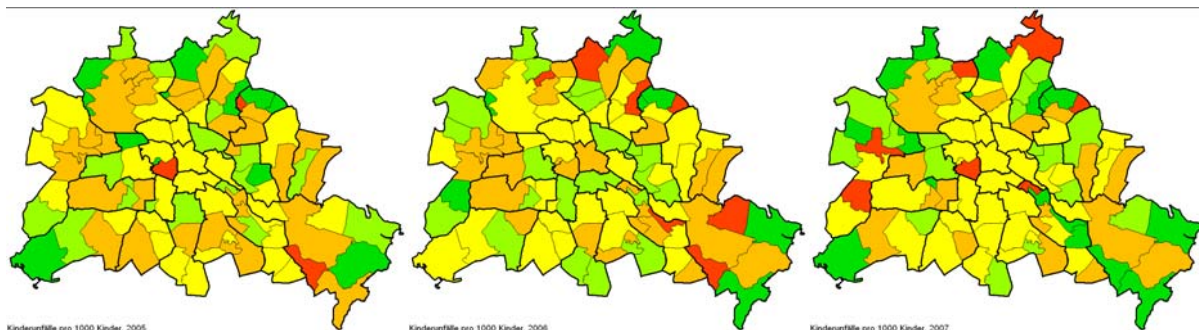 Kinderunfälle pro 1000 Kinder, 2005
Kinderunfälle pro 1000 Kinder, 2006
Kinderunfälle pro 1000 Kinder, 2007